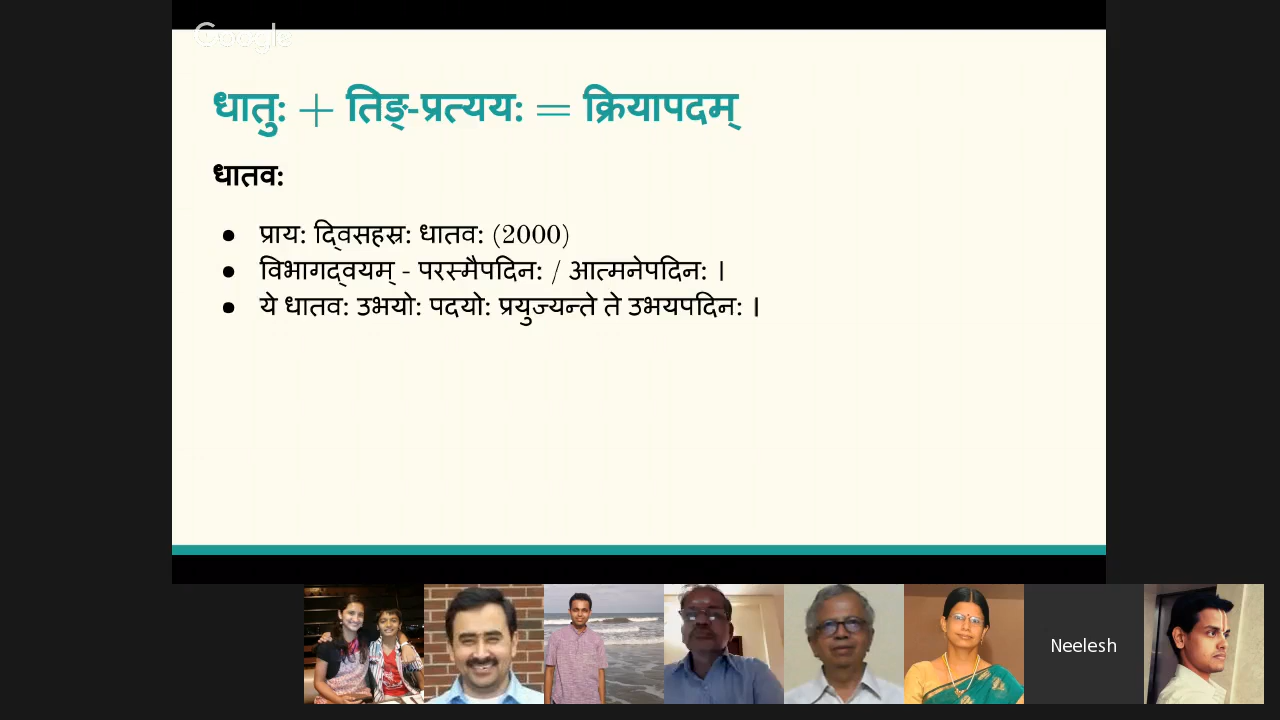 Google
धातु: + तिङ्-प्रत्यय: = क्रियापदम्
धातव:
● प्राय: द्विसहस्र: धातव: (2000)
● विभागद्वयम् - परस्मैपदिन: / आत्मनेपदिन: ।
● ये धातव: उभयो: पदयो: प्रयुज्यन्ते ते उभयपदिन: ।
Neelesh